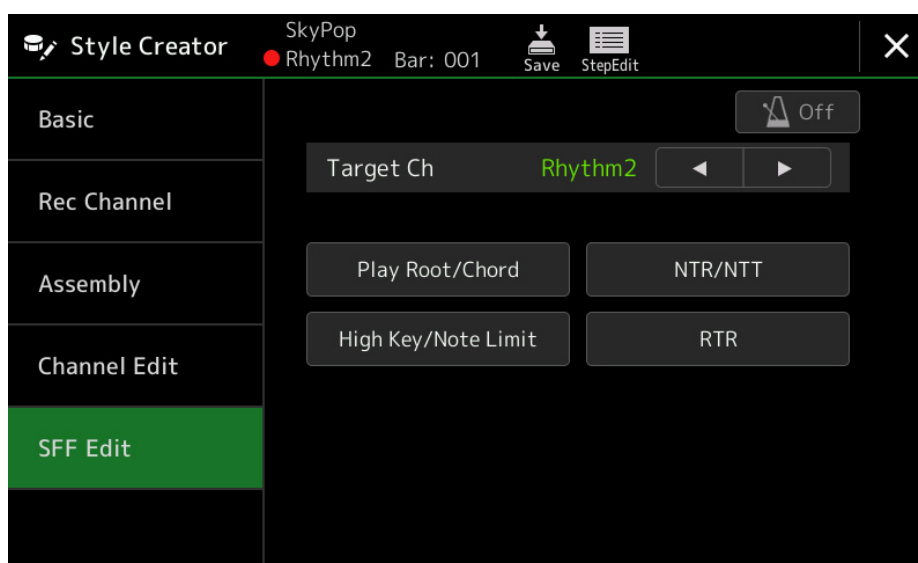 Style Creator
SkyPop
Rhythm2 Bar: 001
Save
StepEdit
Basic
Rec Channel
Assembly
Channel Edit
SFF Edit
Off
Target Ch Rhythm2
Play Root/Chord
NTR/NTT
High Key/Note Limit
RTR